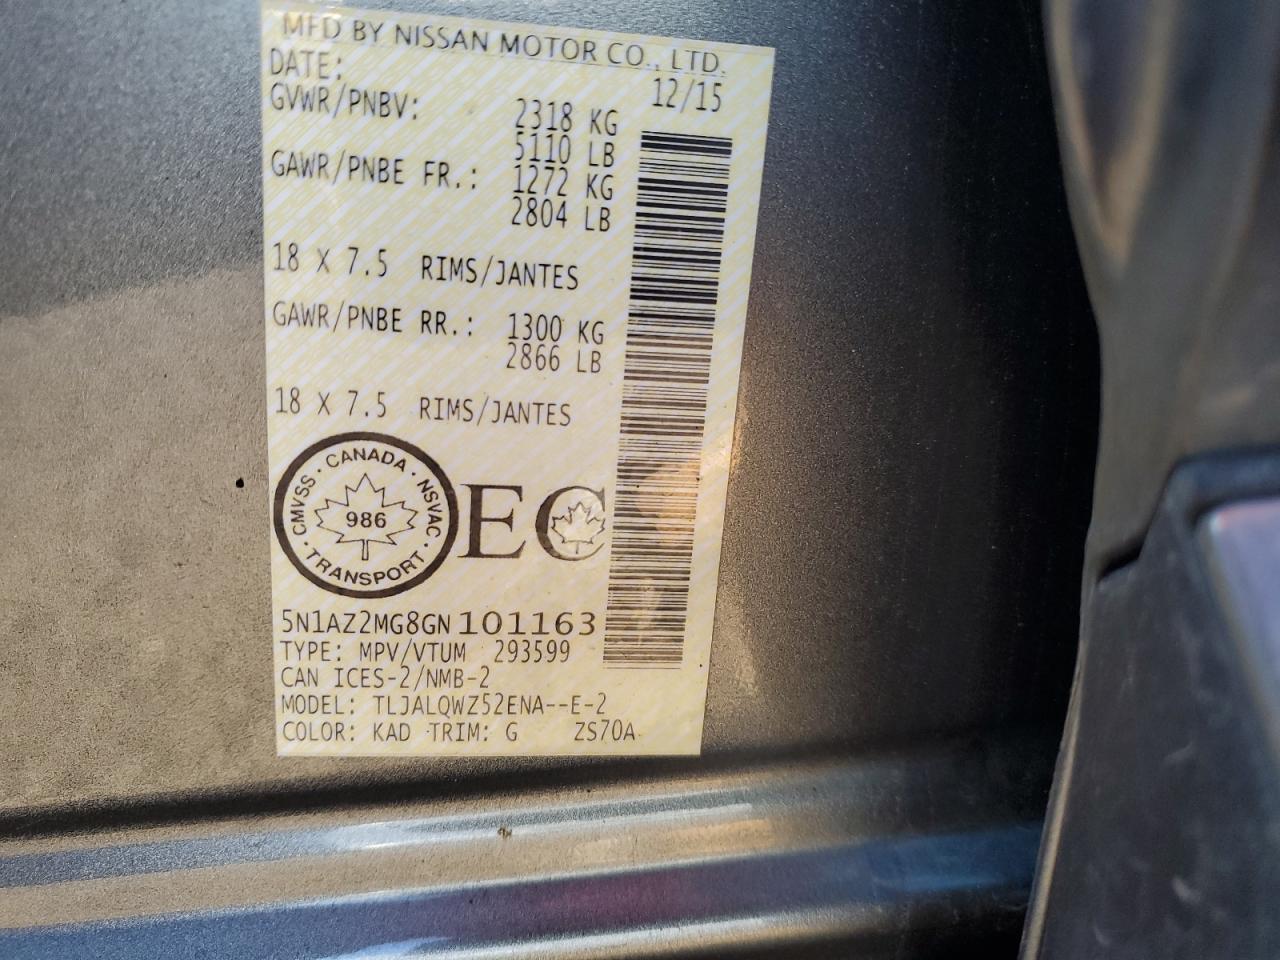 MFD BY NISSAN MOTOR CO., LTD.
DATE: 12/15
GVWR/PNBV: 2318 KG
5110 LB
GAWR/PNBE FR.: 1272 KG
2804 LB
18 X 7.5 RIMS/JANTES
GAWR/PNBE RR.: 1300 KG
2866 LB
18 X 7.5 RIMS/JANTES
CMVSS · CANADA · NSVAC · TRANSPORT ·
986
EC
5N1AZ2MG8GN101163
TYPE: MPV/VTUM 293599
CAN ICES-2/NMB-2
MODEL: TLJALQWZ52ENA--E-2
COLOR: KAD TRIM: G ZS70A